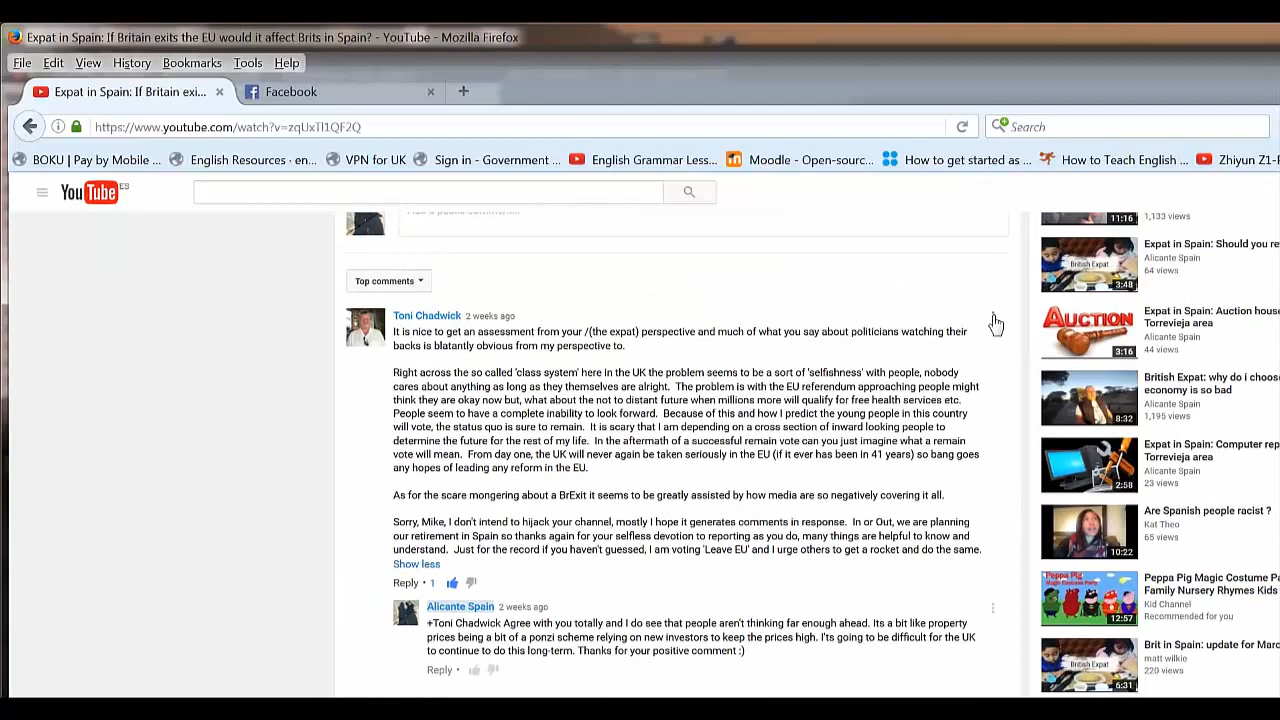 Expat in Spain: If Britain exits the EU would it affect Brits in Spain? - YouTube - Mozilla Firefox
File Edit View History Bookmarks Tools Help
Expat in Spain: If Britain exi... × Facebook × +
https://www.youtube.com/watch?v=zqUxTl1QF2Q Search
BOKU | Pay by Mobile ... English Resources · en... VPN for UK Sign in - Government ... English Grammar Less... Moodle - Open-sourc... How to get started as ... How to Teach English ... Zhiyun Z1-
YouTube ES
11:16 1,133 views
Top comments
Toni Chadwick 2 weeks ago
It is nice to get an assessment from your /(the expat) perspective and much of what you say about politicians watching their
backs is blatantly obvious from my perspective to.
Right across the so called 'class system' here in the UK the problem seems to be a sort of 'selfishness' with people, nobody
cares about anything as long as they themselves are alright. The problem is with the EU referendum approaching people might
think they are okay now but, what about the not to distant future when millions more will qualify for free health services etc.
People seem to have a complete inability to look forward. Because of this and how I predict the young people in this country
will vote, the status quo is sure to remain. It is scary that I am depending on a cross section of inward looking people to
determine the future for the rest of my life. In the aftermath of a successful remain vote can you just imagine what a remain
vote will mean. From day one, the UK will never again be taken seriously in the EU (if it ever has been in 41 years) so bang goes
any hopes of leading any reform in the EU.
As for the scare mongering about a BrExit it seems to be greatly assisted by how media are so negatively covering it all.
Sorry, Mike, I don't intend to hijack your channel, mostly I hope it generates comments in response. In or Out, we are planning
our retirement in Spain so thanks again for your selfless devotion to reporting as you do, many things are helpful to know and
understand. Just for the record if you haven't guessed, I am voting 'Leave EU' and I urge others to get a rocket and do the same.
Show less
Reply · 1
Alicante Spain 2 weeks ago
+Toni Chadwick Agree with you totally and I do see that people aren't thinking far enough ahead. Its a bit like property
prices being a bit of a ponzi scheme relying on new investors to keep the prices high. I'ts going to be difficult for the UK
to continue to do this long-term. Thanks for your positive comment :)
Reply ·
Expat in Spain: Should you re
Alicante Spain
64 views
British Expat
3:48
Expat in Spain: Auction hous
Torrevieja area
Alicante Spain
44 views
AUCTION
3:16
British Expat: why do i choos
economy is so bad
Alicante Spain
1,195 views
8:32
Expat in Spain: Computer rep
Torrevieja area
Alicante Spain
23 views
2:58
Are Spanish people racist ?
Kat Theo
65 views
10:22
Peppa Pig Magic Costume Pa
Family Nursery Rhymes Kids
Kid Channel
Recommended for you
Peppa Pig
Magic Costume Party
12:57
Brit in Spain: update for Marc
matt wilkie
220 views
British Expat
6:31